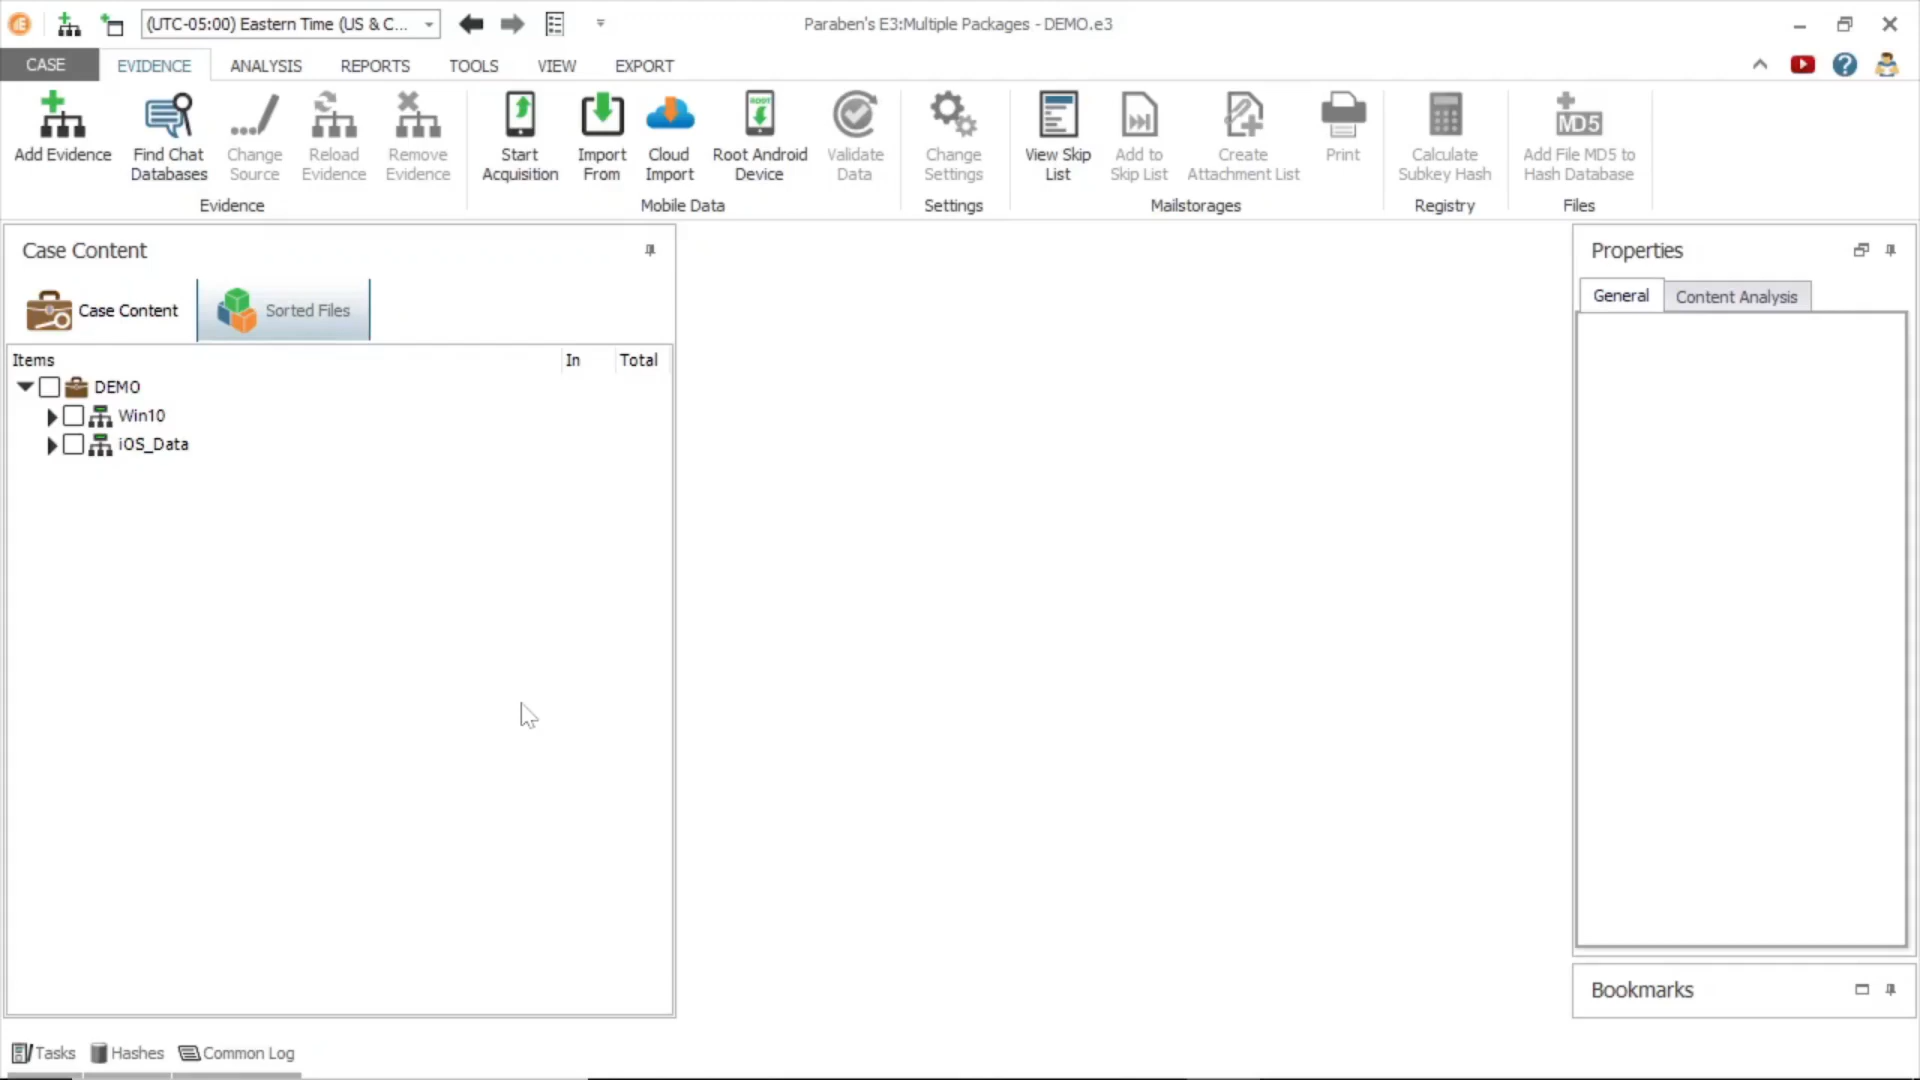 (UTC-05:00) Eastern Time (US & C...
Paraben's E3:Multiple Packages - DEMO.e3
CASE EVIDENCE ANALYSIS REPORTS TOOLS VIEW EXPORT
Add Evidence
Find Chat
Databases
Change
Source
Reload
Evidence
Remove
Evidence
Evidence
Start
Acquisition
Import
From
Cloud
Import
ROOT
Root Android
Device
Validate
Data
Mobile Data
Change
Settings
Settings
View Skip
List
Add to
Skip List
Create
Attachment List
Print
Mailstorages
Calculate
Subkey Hash
Registry
MD5
Add File MD5 to
Hash Database
Files
Case Content
Case Content Sorted Files
Items In Total
DEMO
Win10
iOS_Data
Properties
General Content Analysis
Bookmarks
Tasks Hashes Common Log